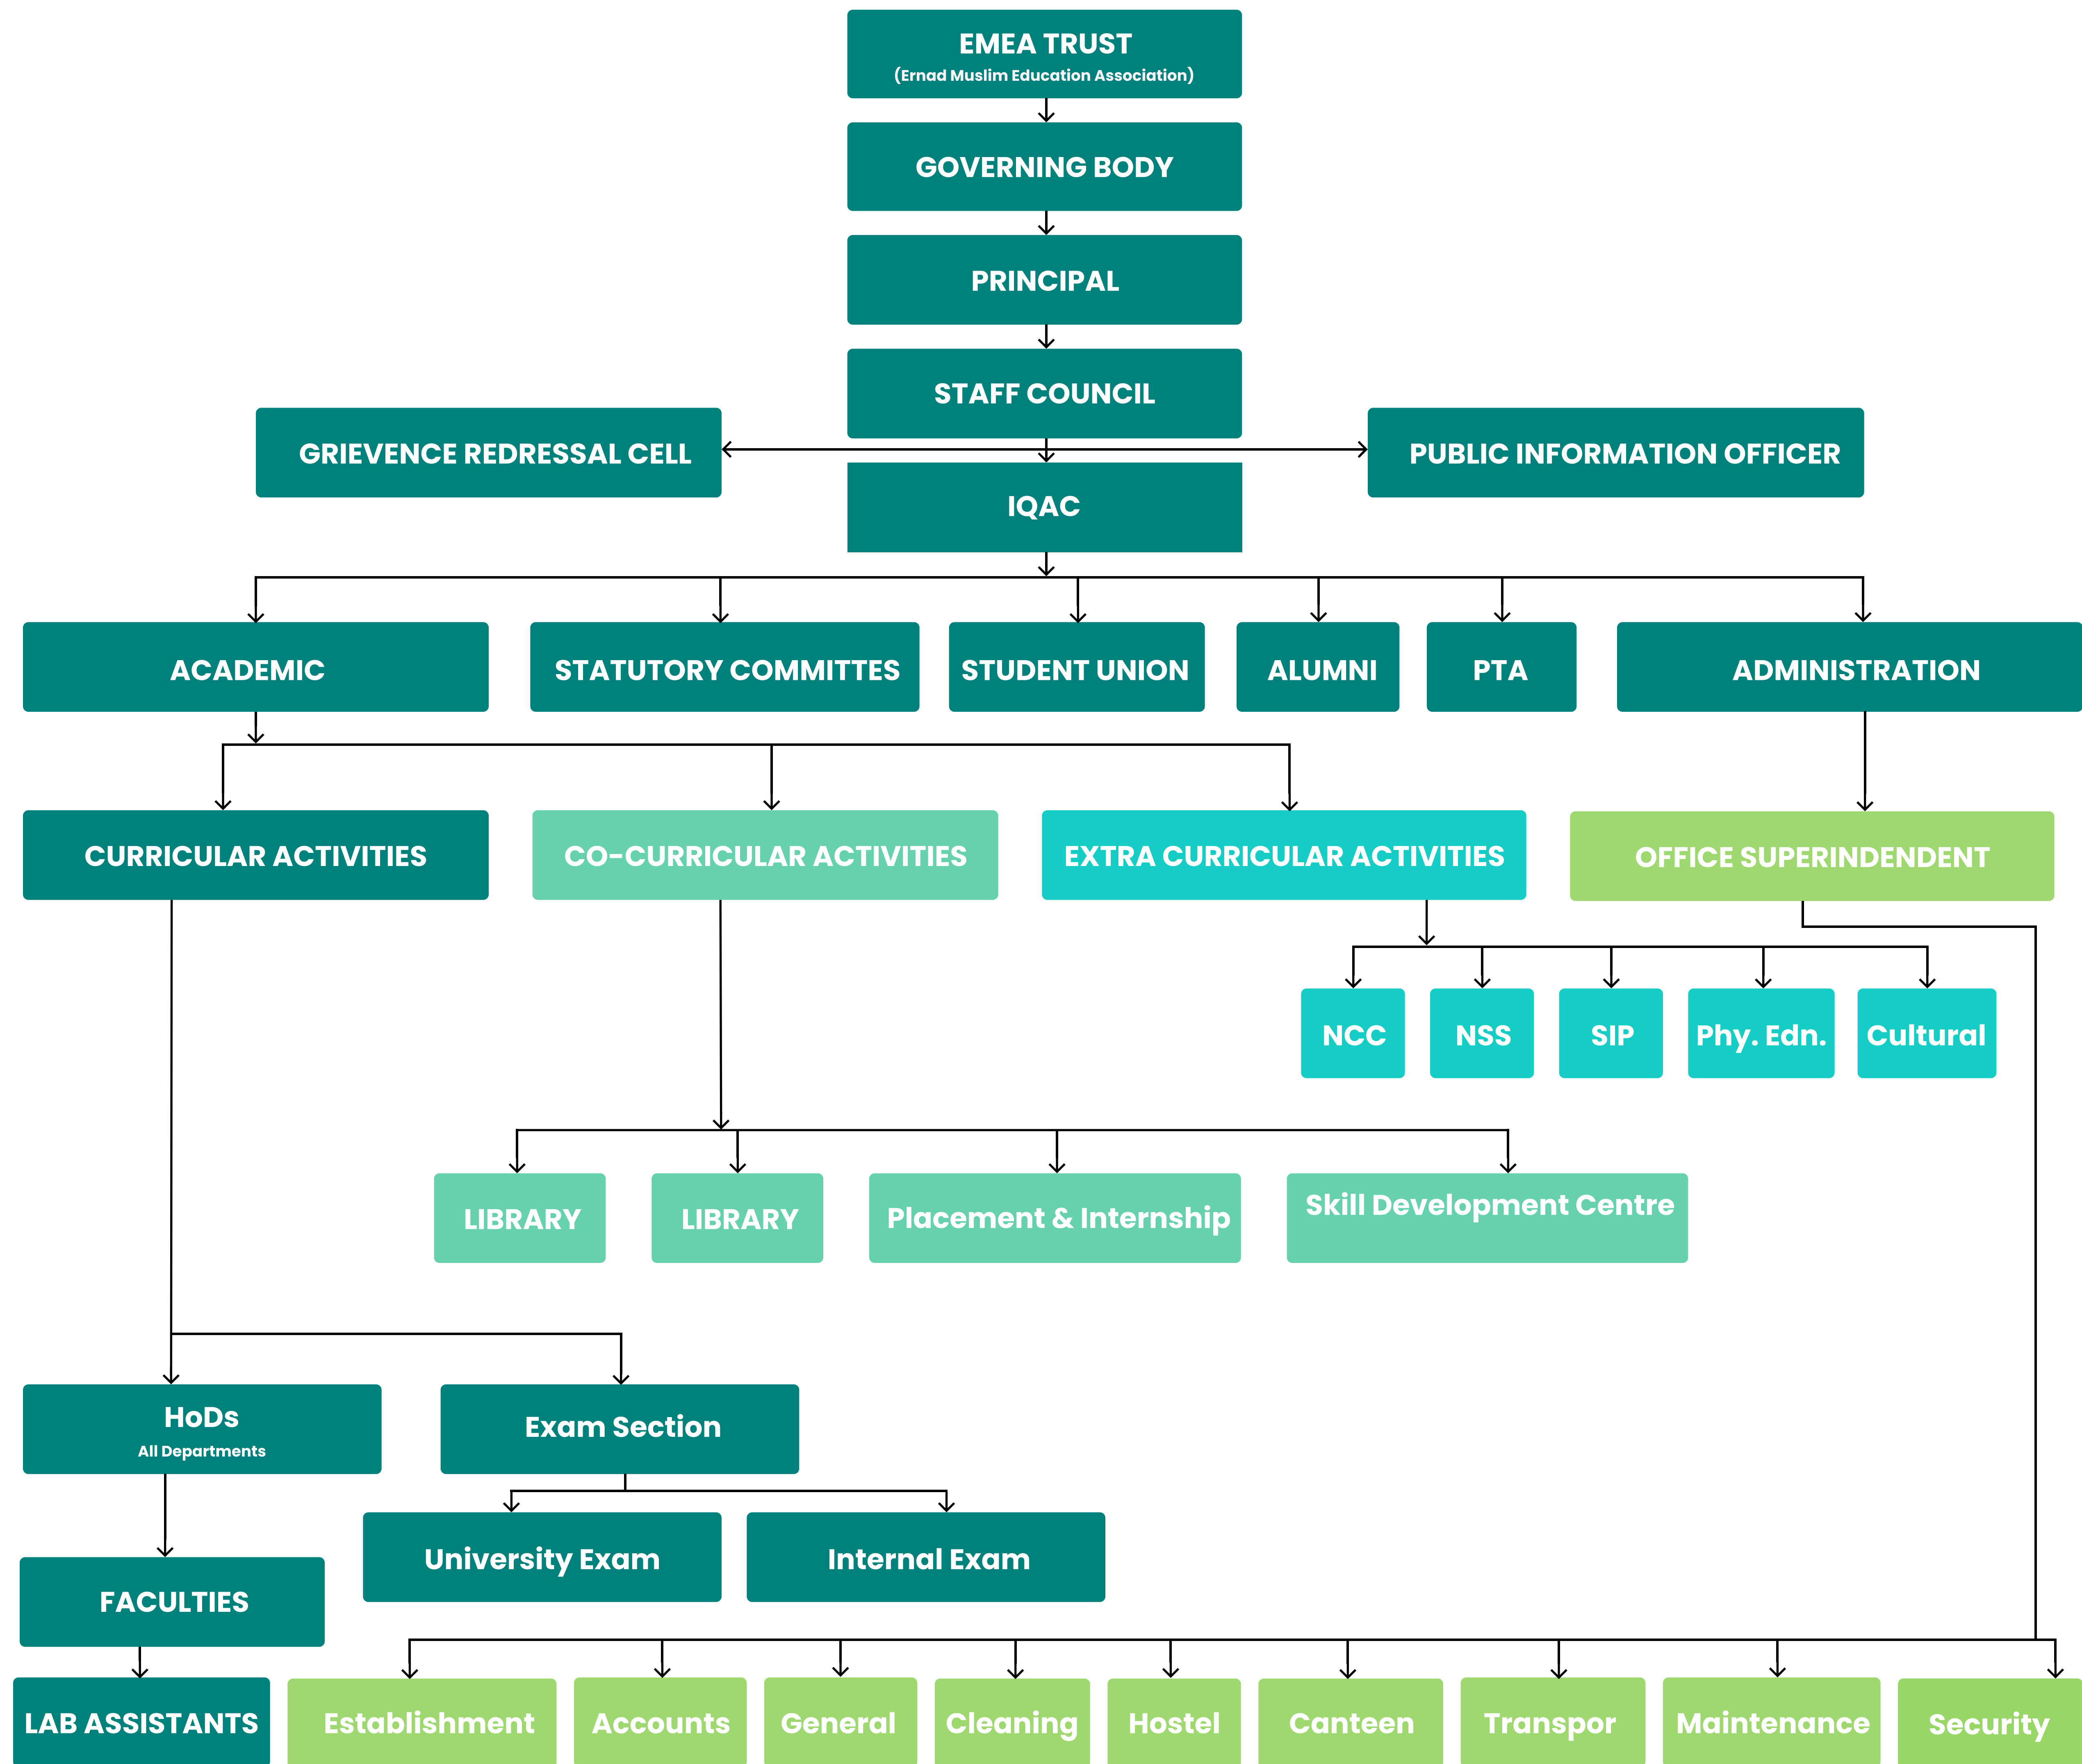 EMEA TRUST
(Ernad Muslim Education Association)
GOVERNING BODY
PRINCIPAL
STAFF COUNCIL
GRIEVENCE REDRESSAL CELL
PUBLIC INFORMATION OFFICER
IQAC
ACADEMIC
STATUTORY COMMITTES
STUDENT UNION
ALUMNI
PTA
ADMINISTRATION
CURRICULAR ACTIVITIES
CO-CURRICULAR ACTIVITIES
EXTRA CURRICULAR ACTIVITIES
OFFICE SUPERINDENDENT
NCC
NSS
SIP
Phy. Edn.
Cultural
LIBRARY
LIBRARY
Placement & Internship
Skill Development Centre
HoDs
All Departments
Exam Section
University Exam
Internal Exam
FACULTIES
LAB ASSISTANTS
Establishment
Accounts
General
Cleaning
Hostel
Canteen
Transpor
Maintenance
Security